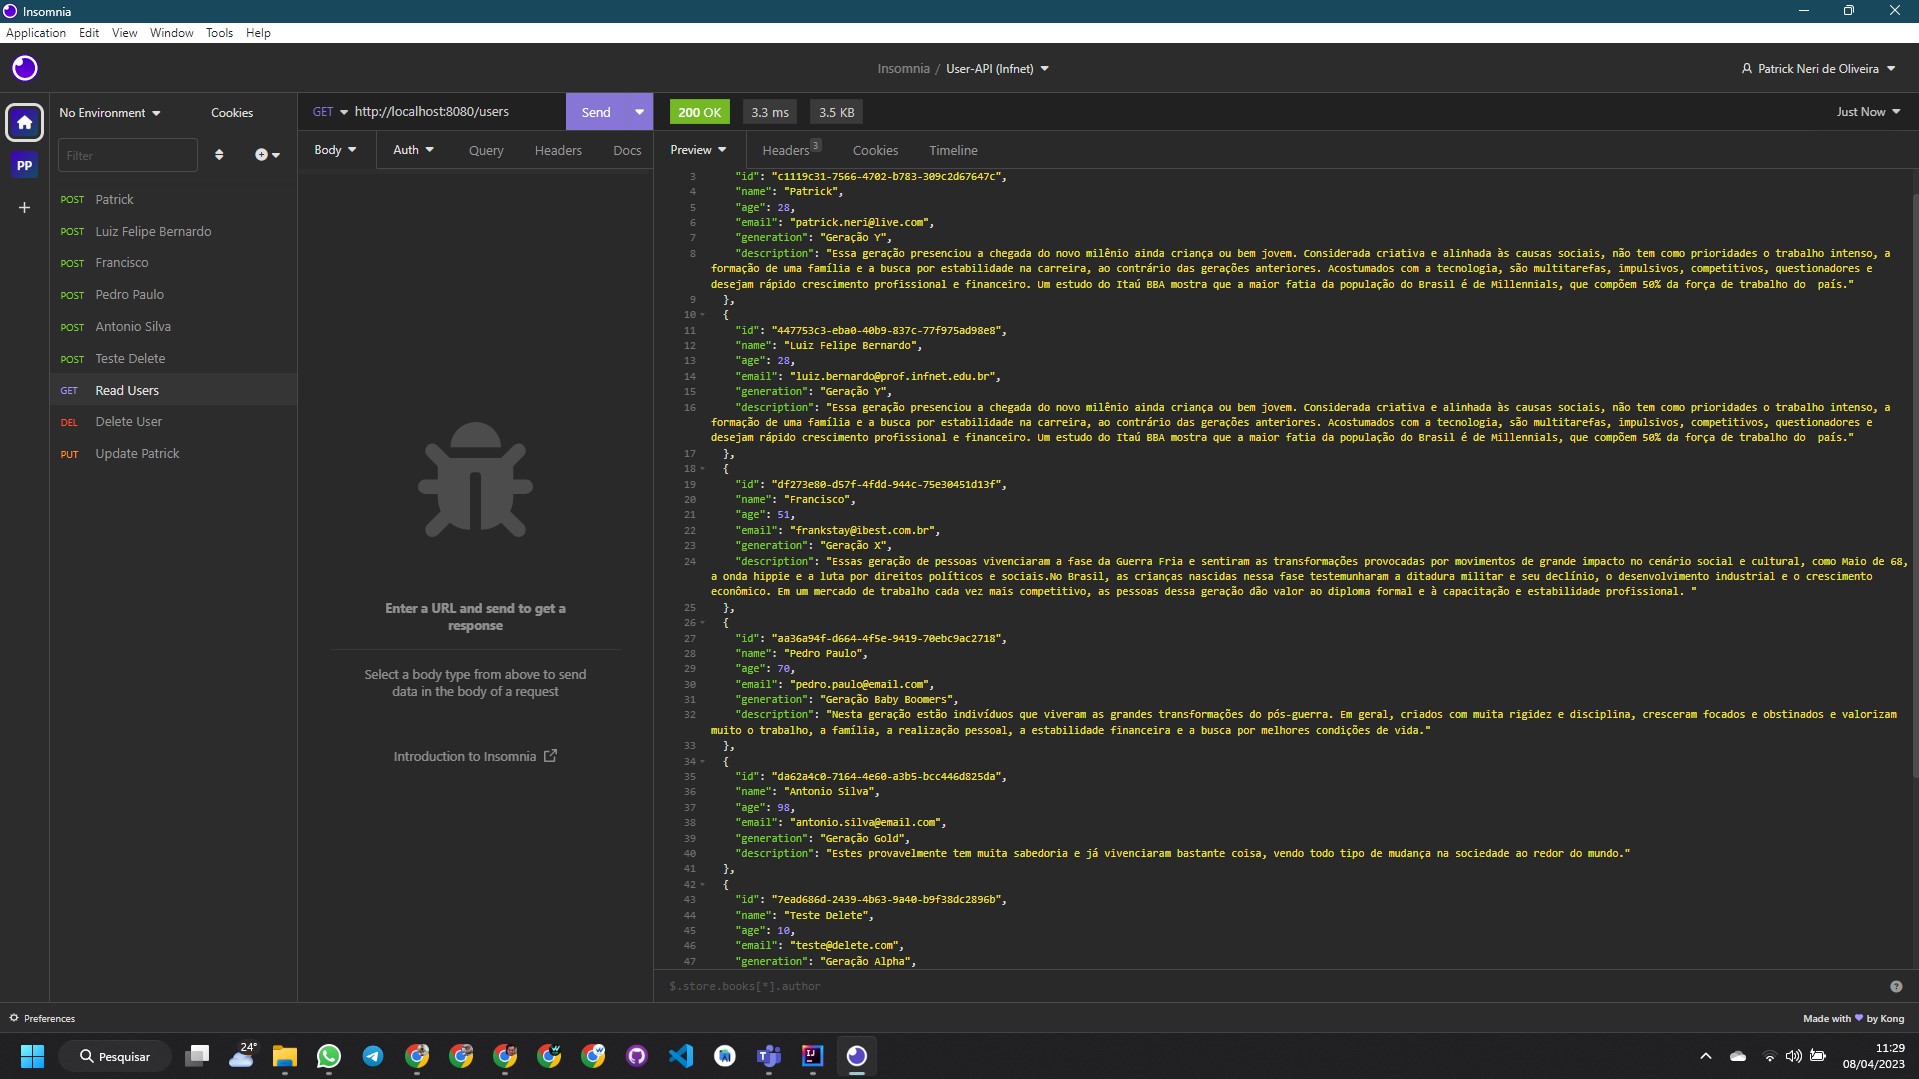 Insomnia
Application Edit View Window Tools Help
Insomnia / User-API (Infnet)
Patrick Neri de Oliveira
PP
No Environment Cookies
Filter
POST Patrick
POST Luiz Felipe Bernardo
POST Francisco
POST Pedro Paulo
POST Antonio Silva
POST Teste Delete
GET Read Users
DEL Delete User
PUT Update Patrick
GET http://localhost:8080/users Send
Body Auth Query Headers Docs
Enter a URL and send to get a
response
Select a body type from above to send
data in the body of a request
Introduction to Insomnia
200 OK 3.3 ms 3.5 KB Just Now
Preview Headers 3 Cookies Timeline
3 "id": "c1119c31-7566-4702-b783-309c2d67647c",
4 "name": "Patrick",
5 "age": 28,
6 "email": "patrick.neri@live.com",
7 "generation": "Geração Y",
8 "description": "Essa geração presenciou a chegada do novo milênio ainda criança ou bem jovem. Considerada criativa e alinhada às causas sociais, não tem como prioridades o trabalho intenso, a
formação de uma família e a busca por estabilidade na carreira, ao contrário das gerações anteriores. Acostumados com a tecnologia, são multitarefas, impulsivos, competitivos, questionadores e
desejam rápido crescimento profissional e financeiro. Um estudo do Itaú BBA mostra que a maior fatia da população do Brasil é de Millennials, que compõem 50% da força de trabalho do  país."
9 },
10 {
11 "id": "447753c3-eba0-40b9-837c-77f975ad98e8",
12 "name": "Luiz Felipe Bernardo",
13 "age": 28,
14 "email": "luiz.bernardo@prof.infnet.edu.br",
15 "generation": "Geração Y",
16 "description": "Essa geração presenciou a chegada do novo milênio ainda criança ou bem jovem. Considerada criativa e alinhada às causas sociais, não tem como prioridades o trabalho intenso, a
formação de uma família e a busca por estabilidade na carreira, ao contrário das gerações anteriores. Acostumados com a tecnologia, são multitarefas, impulsivos, competitivos, questionadores e
desejam rápido crescimento profissional e financeiro. Um estudo do Itaú BBA mostra que a maior fatia da população do Brasil é de Millennials, que compõem 50% da força de trabalho do  país."
17 },
18 {
19 "id": "df273e80-d57f-4fdd-944c-75e30451d13f",
20 "name": "Francisco",
21 "age": 51,
22 "email": "frankstay@ibest.com.br",
23 "generation": "Geração X",
24 "description": "Essas geração de pessoas vivenciaram a fase da Guerra Fria e sentiram as transformações provocadas por movimentos de grande impacto no cenário social e cultural, como Maio de 68,
a onda hippie e a luta por direitos políticos e sociais.No Brasil, as crianças nascidas nessa fase testemunharam a ditadura militar e seu declínio, o desenvolvimento industrial e o crescimento
econômico. Em um mercado de trabalho cada vez mais competitivo, as pessoas dessa geração dão valor ao diploma formal e à capacitação e estabilidade profissional. "
25 },
26 {
27 "id": "aa36a94f-d664-4f5e-9419-70ebc9ac2718",
28 "name": "Pedro Paulo",
29 "age": 70,
30 "email": "pedro.paulo@email.com",
31 "generation": "Geração Baby Boomers",
32 "description": "Nesta geração estão indivíduos que viveram as grandes transformações do pós-guerra. Em geral, criados com muita rigidez e disciplina, cresceram focados e obstinados e valorizam
muito o trabalho, a família, a realização pessoal, a estabilidade financeira e a busca por melhores condições de vida."
33 },
34 {
35 "id": "da62a4c0-7164-4e60-a3b5-bcc446d825da",
36 "name": "Antonio Silva",
37 "age": 98,
38 "email": "antonio.silva@email.com",
39 "generation": "Geração Gold",
40 "description": "Estes provavelmente tem muita sabedoria e já vivenciaram bastante coisa, vendo todo tipo de mudança na sociedade ao redor do mundo."
41 },
42 {
43 "id": "7ead686d-2439-4b63-9a40-b9f38dc2896b",
44 "name": "Teste Delete",
45 "age": 10,
46 "email": "teste@delete.com",
47 "generation": "Geração Alpha",
$.store.books[*].author
Preferences
Made with by Kong
Pesquisar
24°
11:29
08/04/2023